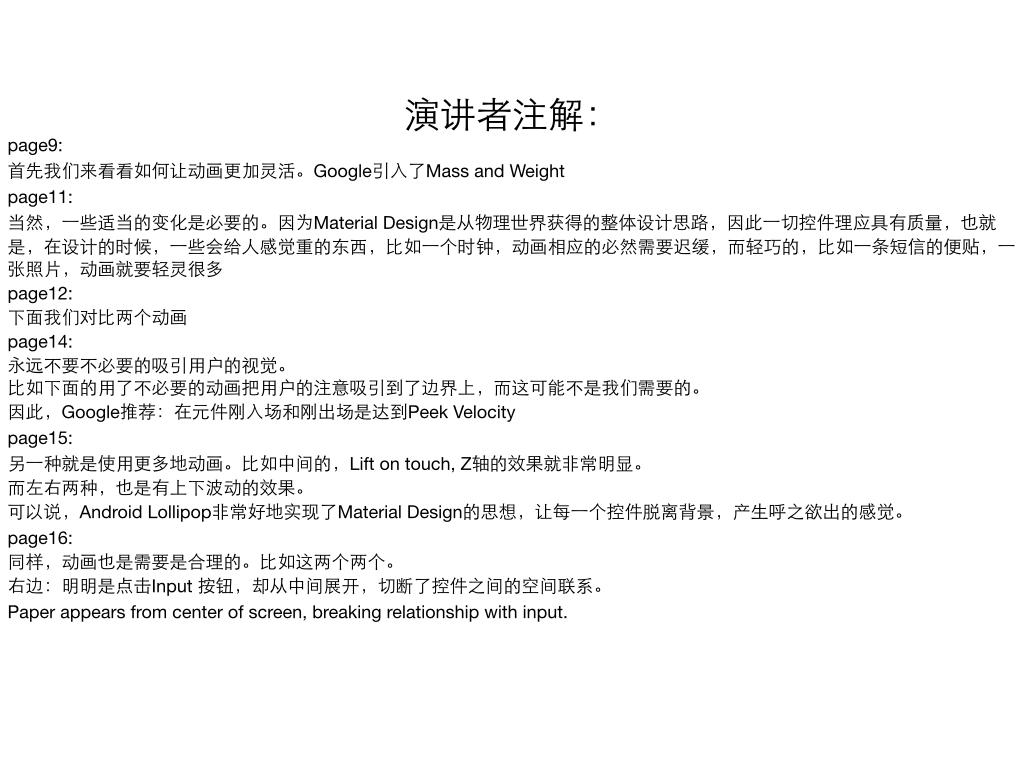 演讲者注解：
page9:
首先我们来看看如何让动画更加灵活。Google引入了Mass and Weight
page11:
当然，一些适当的变化是必要的。因为Material Design是从物理世界获得的整体设计思路，因此一切控件理应具有质量，也就
是，在设计的时候，一些会给人感觉重的东西，比如一个时钟，动画相应的必然需要迟缓，而轻巧的，比如一条短信的便贴，一
张照片，动画就要轻灵很多
page12:
下面我们对比两个动画
page14:
永远不要不必要的吸引用户的视觉。
比如下面的用了不必要的动画把用户的注意吸引到了边界上，而这可能不是我们需要的。
因此，Google推荐：在元件刚入场和刚出场是达到Peek Velocity
page15:
另一种就是使用更多地动画。比如中间的，Lift on touch, Z轴的效果就非常明显。
而左右两种，也是有上下波动的效果。
可以说，Android Lollipop非常好地实现了Material Design的思想，让每一个控件脱离背景，产生呼之欲出的感觉。
page16:
同样，动画也是需要是合理的。比如这两个两个。
右边：明明是点击Input 按钮，却从中间展开，切断了控件之间的空间联系。
Paper appears from center of screen, breaking relationship with input.